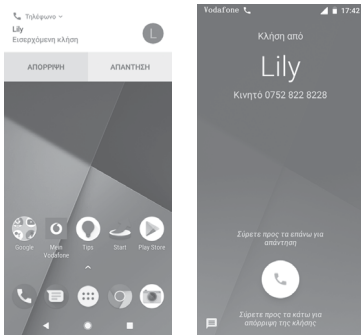 Τηλέφωνο
Lily
Εισερχόμενη κλήση
L
ΑΠΟΡΡΙΨΗ ΑΠΑΝΤΗΣΗ
Google Mein Vodafone Tips Start Play Store
Vodafone 17:42
Κλήση από
Lily
Κινητό 0752 822 8228
Σύρετε προς τα επάνω για
απάντηση
Σύρετε προς τα κάτω για
απόρριψη της κλήσης